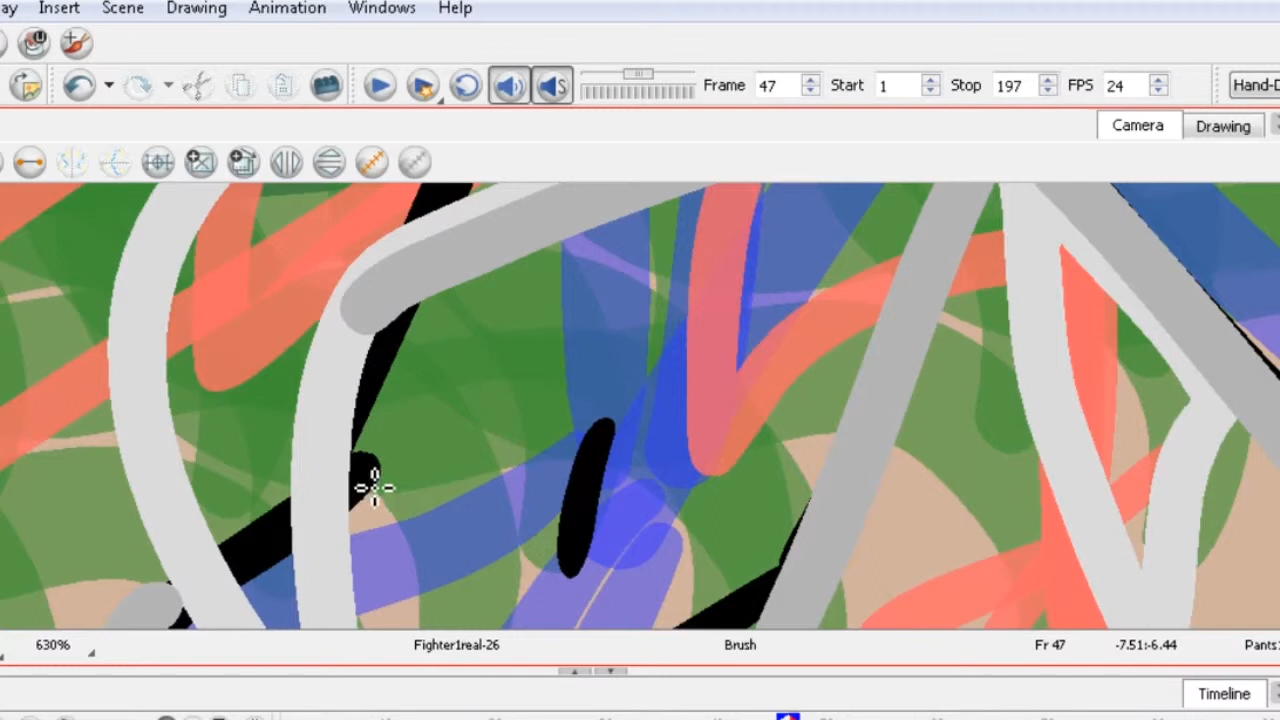 ay Insert Scene Drawing Animation Windows Help
Frame 47 Start 1 Stop 197 FPS 24 Hand-D
Camera Drawing
630% Fighter1real-26 Brush Fr 47 -7.51:-6.44 Pants1
Timeline